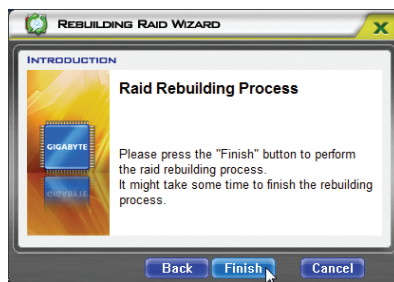 REBUILDING RAID WIZARD
X
INTRODUCTION
Raid Rebuilding Process
GIGABYTE
Please press the "Finish" button to perform
the raid rebuilding process.
It might take some time to finish the rebuilding
process.
Back Finish Cancel